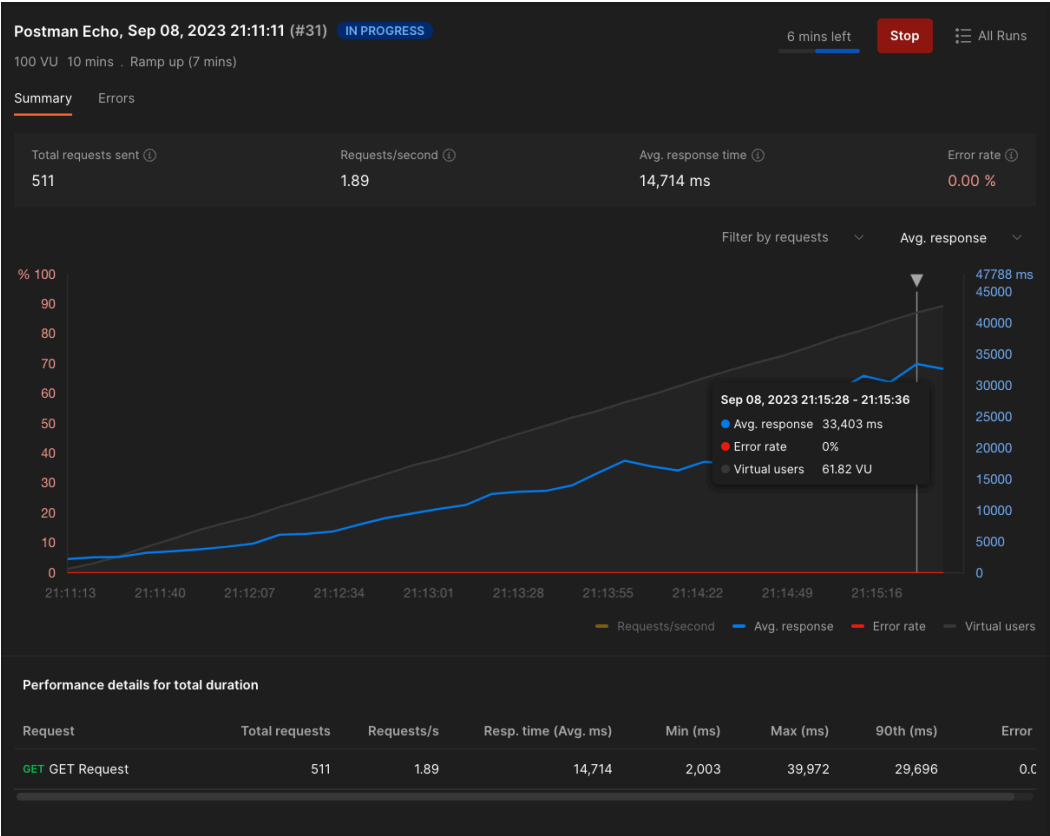 Postman Echo, Sep 08, 2023 21:11:11 (#31) IN PROGRESS 6 mins left Stop All Runs
100 VU 10 mins . Ramp up (7 mins)
Summary Errors
Total requests sent Requests/second Avg. response time Error rate
511 1.89 14,714 ms 0.00 %
Filter by requests Avg. response
% 100 47788 ms
90 45000
80 40000
70 35000
60 30000
50 25000
40 20000
30 15000
20 10000
10 5000
0 0
Sep 08, 2023 21:15:28 - 21:15:36
Avg. response 33,403 ms
Error rate 0%
Virtual users 61.82 VU
21:11:13 21:11:40 21:12:07 21:12:34 21:13:01 21:13:28 21:13:55 21:14:22 21:14:49 21:15:16
Requests/second Avg. response Error rate Virtual users
Performance details for total duration
Request Total requests Requests/s Resp. time (Avg. ms) Min (ms) Max (ms) 90th (ms) Error
GET GET Request 511 1.89 14,714 2,003 39,972 29,696 0.0